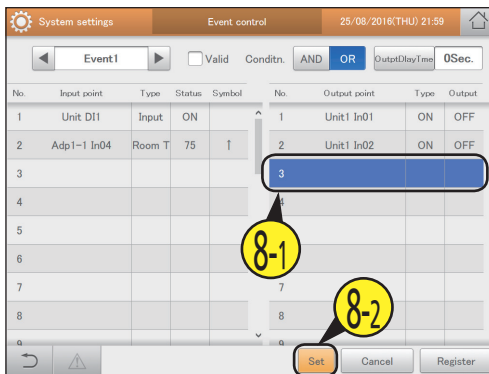 System settings Event control 25/08/2016(THU) 21:59
Event1 Valid Conditn. AND OR OutptDlayTme 0Sec.
No. Input point Type Status Symbol No. Output point Type Output
1 Unit DI1 Input ON 1 Unit1 In01 ON OFF
2 Adp1-1 In04 Room T 75 ↑ 2 Unit1 In02 ON OFF
3 3
4 4
5
6
7 7
8 8
9 9
8-1
8-2
Set Cancel Register